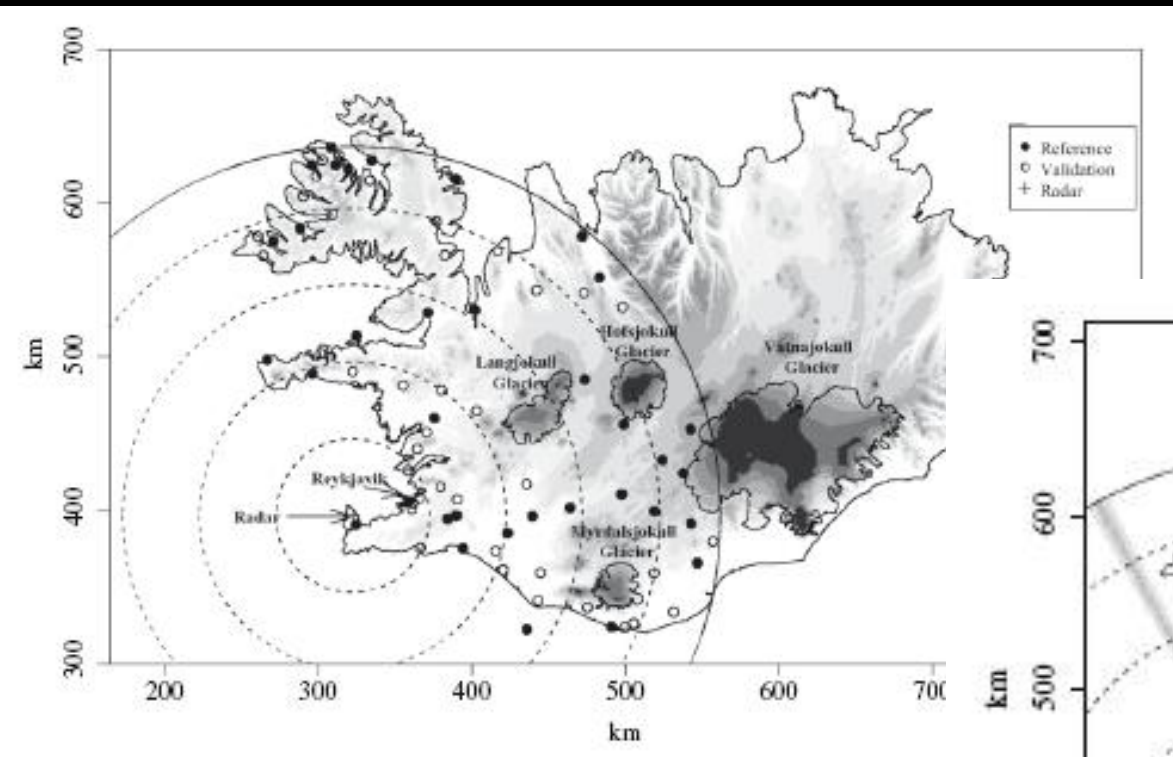 700
600
500
400
300
km
Reference
Validation
Radar
Hofsjokull
Glacier
Langjokull
Glacier
Vatnajokull
Glacier
Reykjavik
Radar
Myrdalsjokull
Glacier
200
300
400
500
600
700
km
700
600
500
km